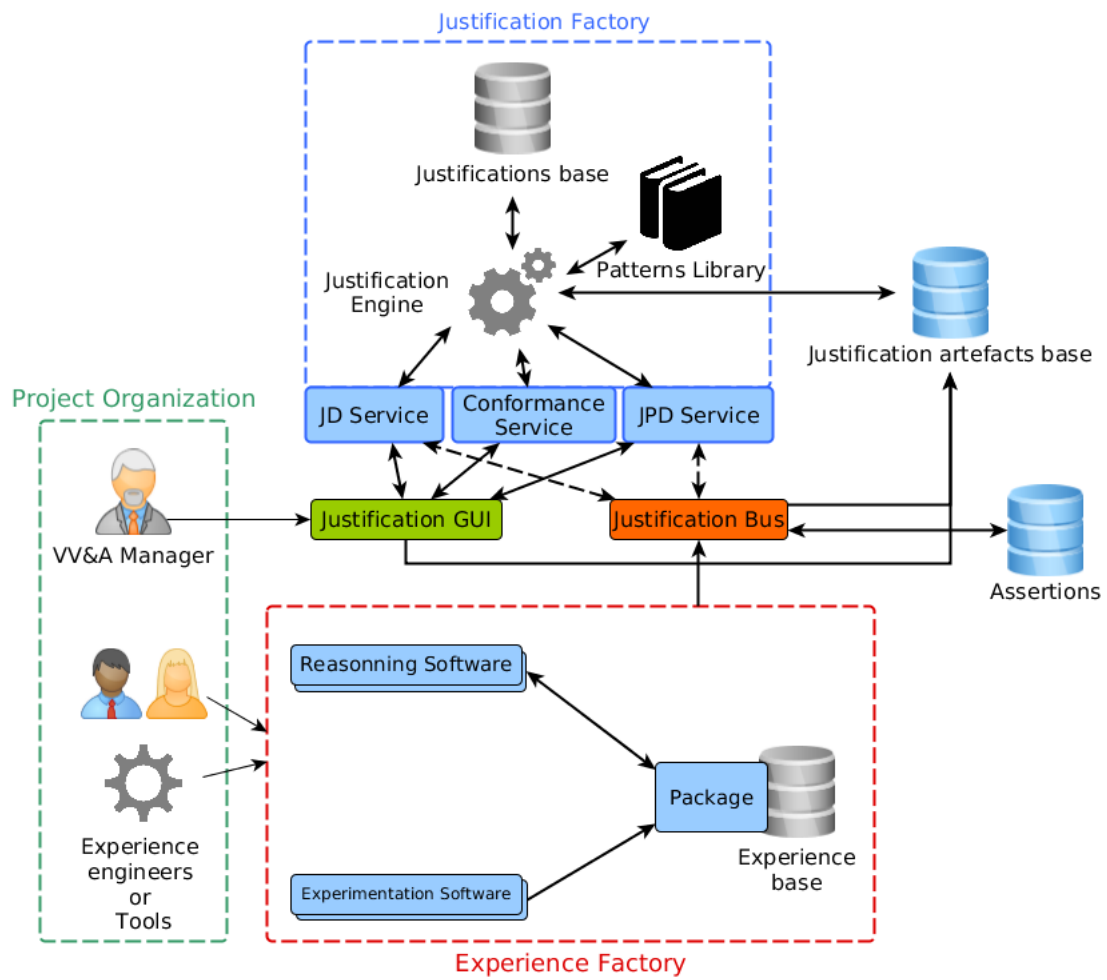 Justification Factory
Justifications base
Patterns Library
Justification
Engine
Justification artefacts base
Project Organization
JD Service
Conformance
Service
JPD Service
VV&A Manager
Justification GUI
Justification Bus
Assertions
Reasonning Software
Package
Experience
base
Experimentation Software
Experience
engineers
or
Tools
Experience Factory